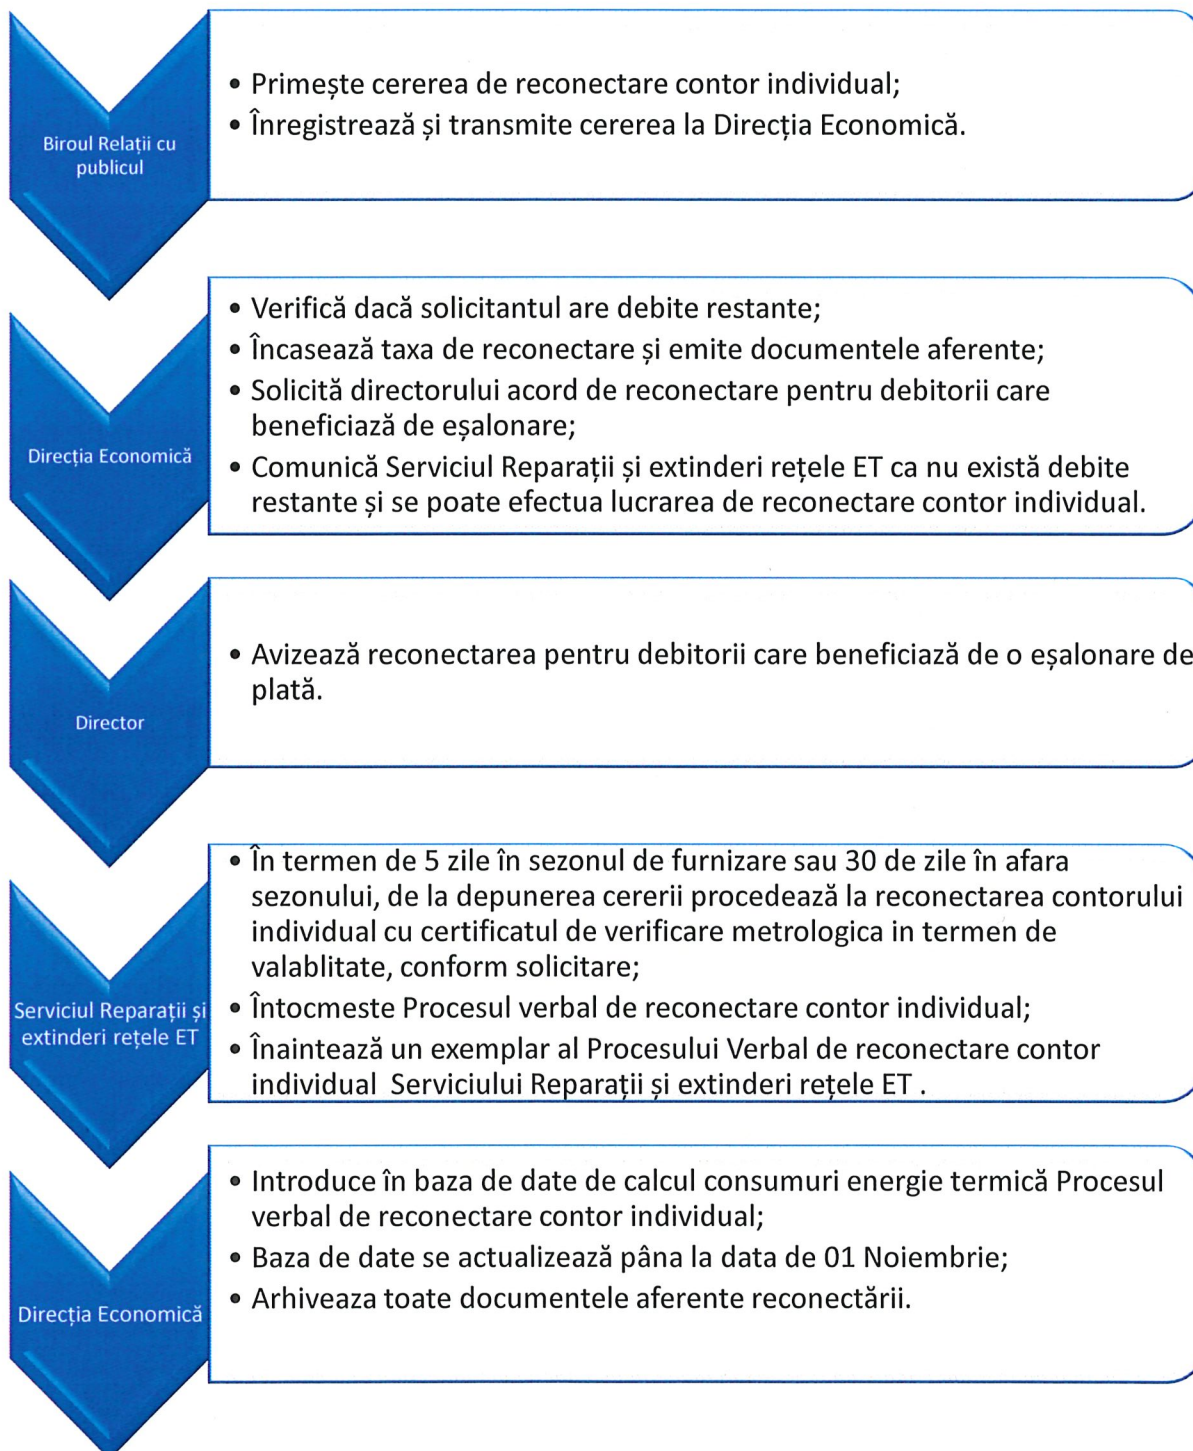 Biroul Relații cu
publicul
• Primește cererea de reconectare contor individual;
• Înregistrează și transmite cererea la Direcția Economică.
Direcția Economică
• Verifică dacă solicitantul are debite restante;
• Încasează taxa de reconectare și emite documentele aferente;
• Solicită directorului acord de reconectare pentru debitorii care
beneficiază de eșalonare;
• Comunică Serviciul Reparații și extinderi rețele ET ca nu există debite
restante și se poate efectua lucrarea de reconectare contor individual.
Director
• Avizează reconectarea pentru debitorii care beneficiază de o eșalonare de
plată.
Serviciul Reparații și
extinderi rețele ET
• În termen de 5 zile în sezonul de furnizare sau 30 de zile în afara
sezonului, de la depunerea cererii procedează la reconectarea contorului
individual cu certificatul de verificare metrologica in termen de
valablitate, conform solicitare;
• Întocmeste Procesul verbal de reconectare contor individual;
• Înaintează un exemplar al Procesului Verbal de reconectare contor
individual  Serviciului Reparații și extinderi rețele ET .
Direcția Economică
• Introduce în baza de date de calcul consumuri energie termică Procesul
verbal de reconectare contor individual;
• Baza de date se actualizează pâna la data de 01 Noiembrie;
• Arhiveaza toate documentele aferente reconectării.